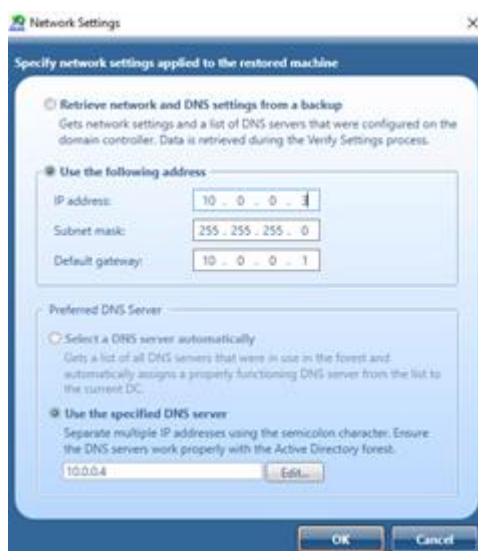 Network Settings
Specify network settings applied to the restored machine
Retrieve network and DNS settings from a backup
Gets network settings and a list of DNS servers that were configured on the
domain controller. Data is retrieved during the Verify Settings process.
Use the following address
IP address: 10 . 0 . 0 . 3
Subnet mask: 255 . 255 . 255 . 0
Default gateway: 10 . 0 . 0 . 1
Preferred DNS Server
Select a DNS server automatically
Gets a list of all DNS servers that were in use in the forest and
automatically assigns a properly functioning DNS server from the list to
the current DC.
Use the specified DNS server
Separate multiple IP addresses using the semicolon character. Ensure
the DNS servers work properly with the Active Directory forest.
10.0.0.4 Edit...
OK Cancel